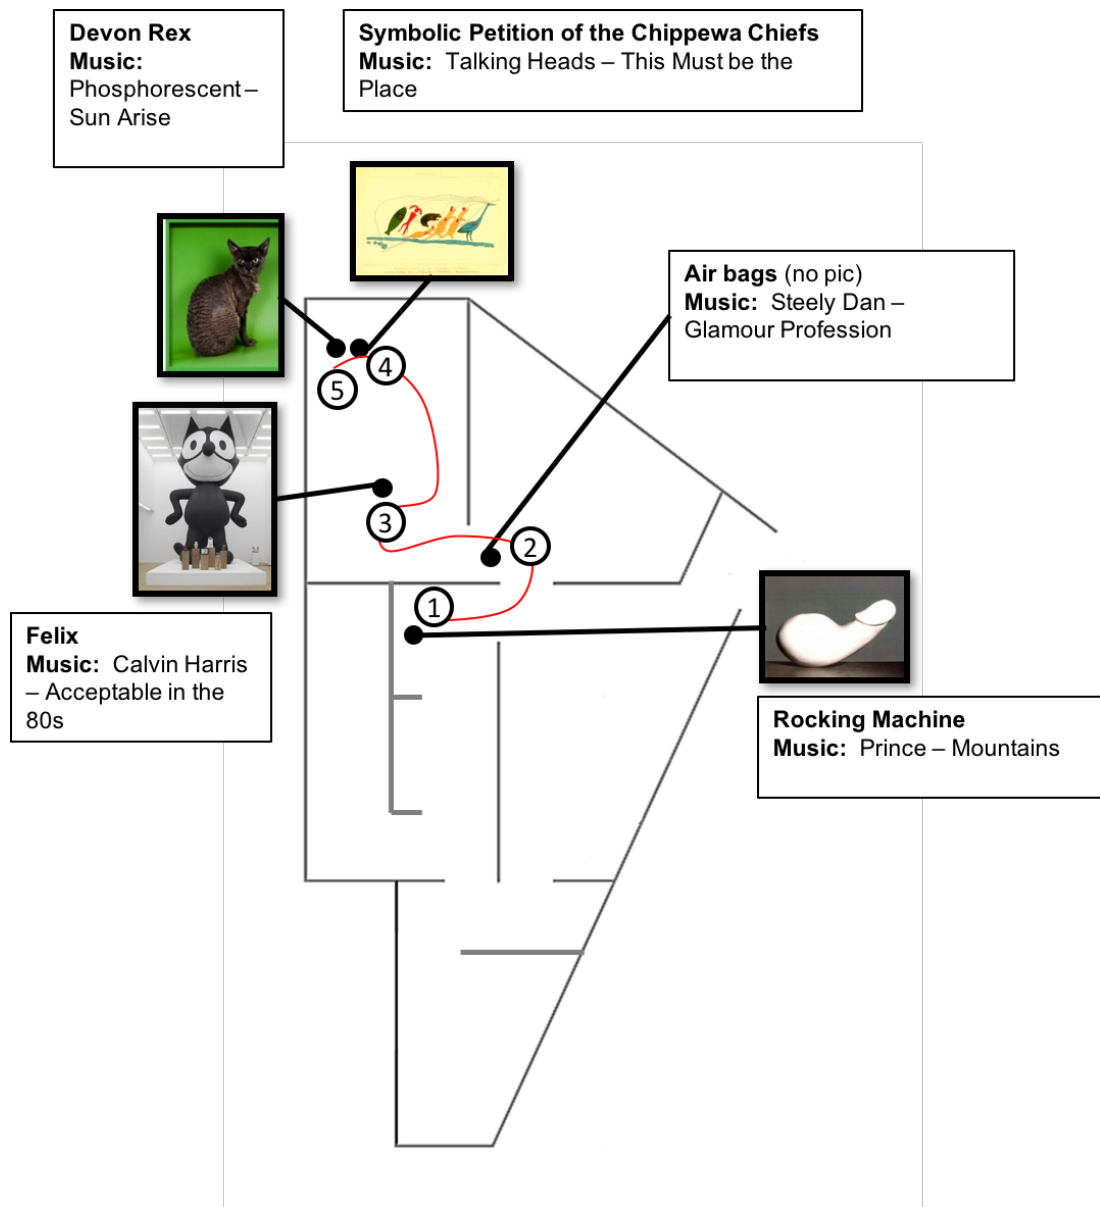 Devon Rex
Music:
Phosphorescent –
Sun Arise
Symbolic Petition of the Chippewa Chiefs
Music:  Talking Heads – This Must be the
Place
Air bags (no pic)
Music:  Steely Dan –
Glamour Profession
4
5
3
2
1
Felix
Music:  Calvin Harris
– Acceptable in the
80s
Rocking Machine
Music:  Prince – Mountains